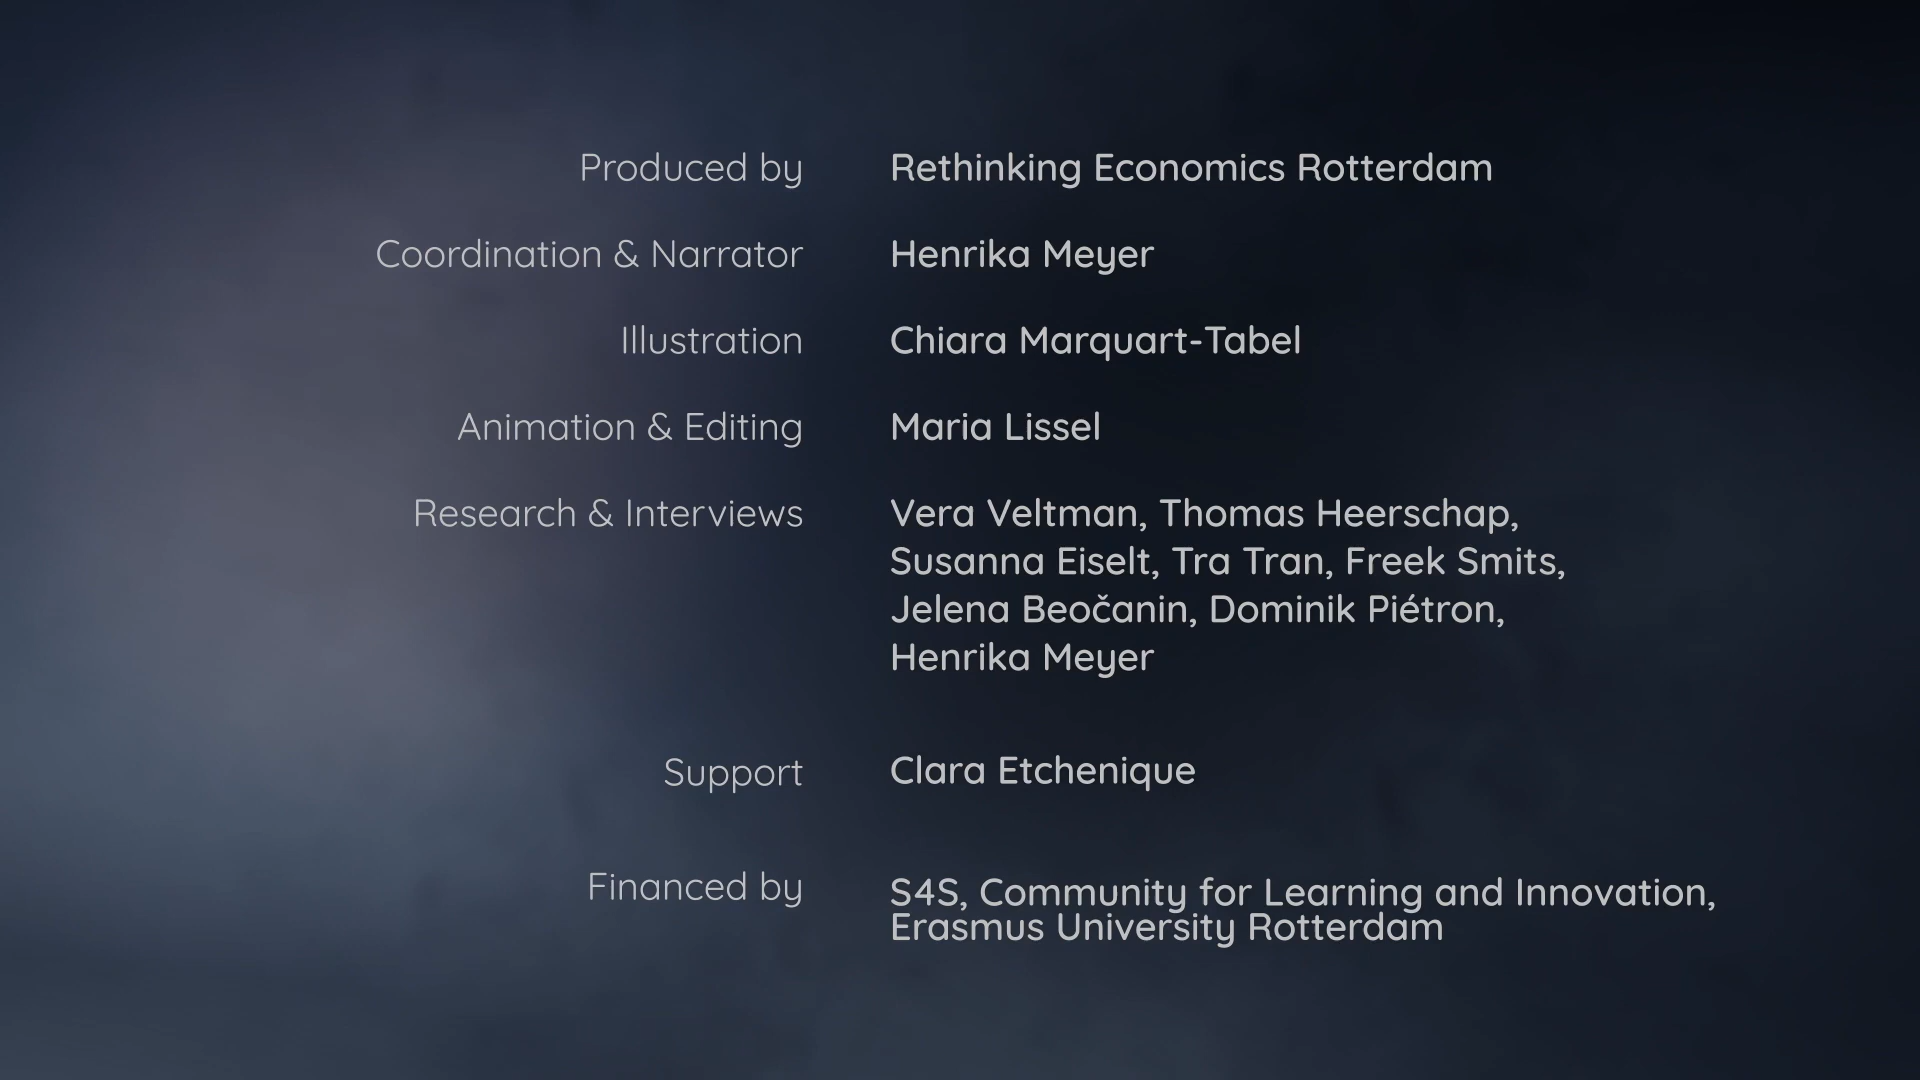 Produced by Rethinking Economics Rotterdam
Coordination & Narrator Henrika Meyer
Illustration Chiara Marquart-Tabel
Animation & Editing Maria Lissel
Research & Interviews Vera Veltman, Thomas Heerschap,
Susanna Eiselt, Tra Tran, Freek Smits,
Jelena Beočanin, Dominik Piétron,
Henrika Meyer
Support Clara Etchenique
Financed by S4S, Community for Learning and Innovation,
Erasmus University Rotterdam